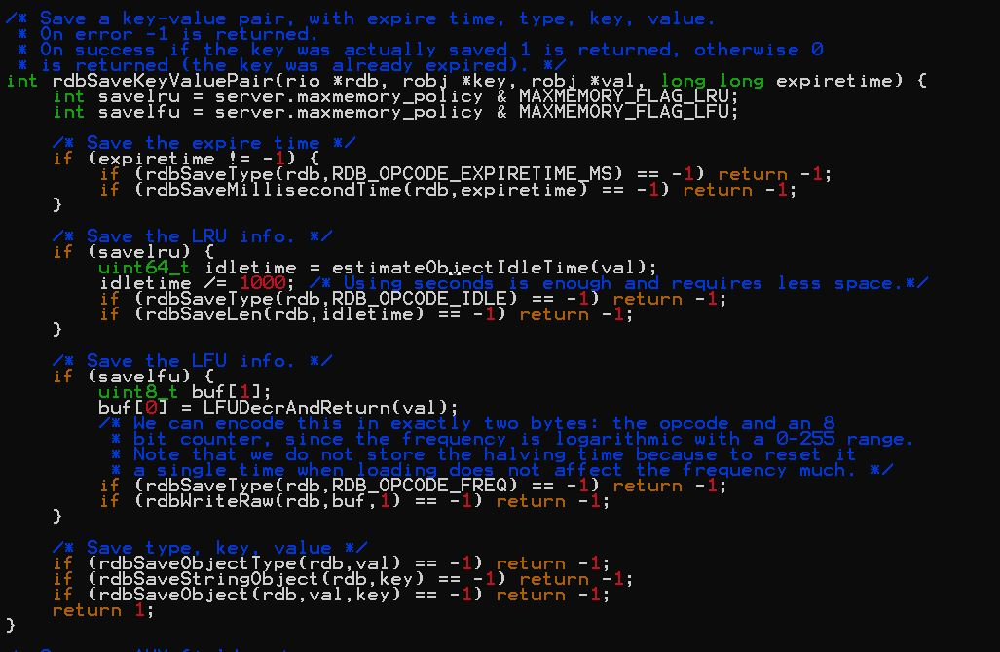 /* Save a key-value pair, with expire time, type, key, value.
 * On error -1 is returned.
 * On success if the key was actually saved 1 is returned, otherwise 0
 * is returned (the key was already expired). */
int rdbSaveKeyValuePair(rio *rdb, robj *key, robj *val, long long expiretime) {
    int savelru = server.maxmemory_policy & MAXMEMORY_FLAG_LRU;
    int savelfu = server.maxmemory_policy & MAXMEMORY_FLAG_LFU;

    /* Save the expire time */
    if (expiretime != -1) {
        if (rdbSaveType(rdb,RDB_OPCODE_EXPIRETIME_MS) == -1) return -1;
        if (rdbSaveMillisecondTime(rdb,expiretime) == -1) return -1;
    }

    /* Save the LRU info. */
    if (savelru) {
        uint64_t idletime = estimateObjectIdleTime(val);
        idletime /= 1000; /* Using seconds is enough and requires less space.*/
        if (rdbSaveType(rdb,RDB_OPCODE_IDLE) == -1) return -1;
        if (rdbSaveLen(rdb,idletime) == -1) return -1;
    }

    /* Save the LFU info. */
    if (savelfu) {
        uint8_t buf[1];
        buf[0] = LFUDecrAndReturn(val);
        /* We can encode this in exactly two bytes: the opcode and an 8
         * bit counter, since the frequency is logarithmic with a 0-255 range.
         * Note that we do not store the halving time because to reset it
         * a single time when loading does not affect the frequency much. */
        if (rdbSaveType(rdb,RDB_OPCODE_FREQ) == -1) return -1;
        if (rdbWriteRaw(rdb,buf,1) == -1) return -1;
    }

    /* Save type, key, value */
    if (rdbSaveObjectType(rdb,val) == -1) return -1;
    if (rdbSaveStringObject(rdb,key) == -1) return -1;
    if (rdbSaveObject(rdb,val,key) == -1) return -1;
    return 1;
}